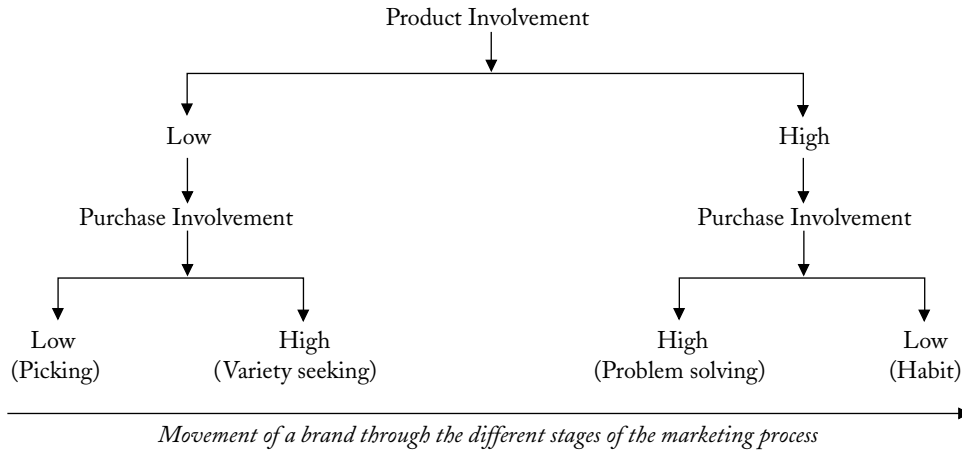 Product Involvement
Low
High
Purchase Involvement
Purchase Involvement
Low
(Picking)
High
(Variety seeking)
High
(Problem solving)
Low
(Habit)
Movement of a brand through the different stages of the marketing process